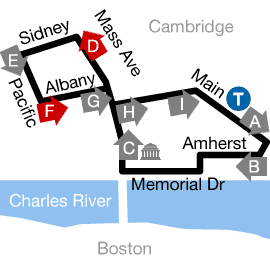 Sidney
Cambridge
D
Mass Ave
E
Albany
Main
Pacific
F
G
H
I
T
A
C
Amherst
B
Memorial Dr
Charles River
Boston